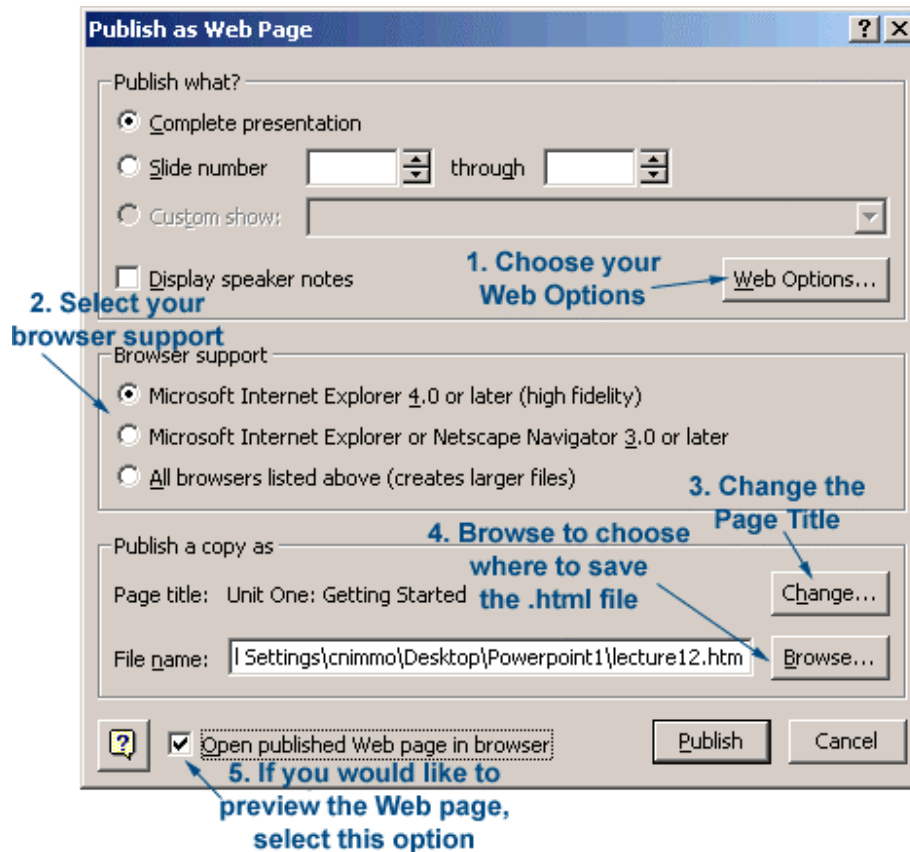 Publish as Web Page
Publish what?
Complete presentation
Slide number through
Custom show:
1. Choose your
Web Options
Display speaker notes
Web Options...
2. Select your
browser support
Browser support
Microsoft Internet Explorer 4.0 or later (high fidelity)
Microsoft Internet Explorer or Netscape Navigator 3.0 or later
All browsers listed above (creates larger files)
3. Change the
Page Title
4. Browse to choose
where to save
the .html file
Publish a copy as
Page title: Unit One: Getting Started
Change...
File name: l Settings\cnimmo\Desktop\Powerpoint1\lecture12.htm
Browse...
Open published Web page in browser
Publish
Cancel
5. If you would like to
preview the Web page,
select this option